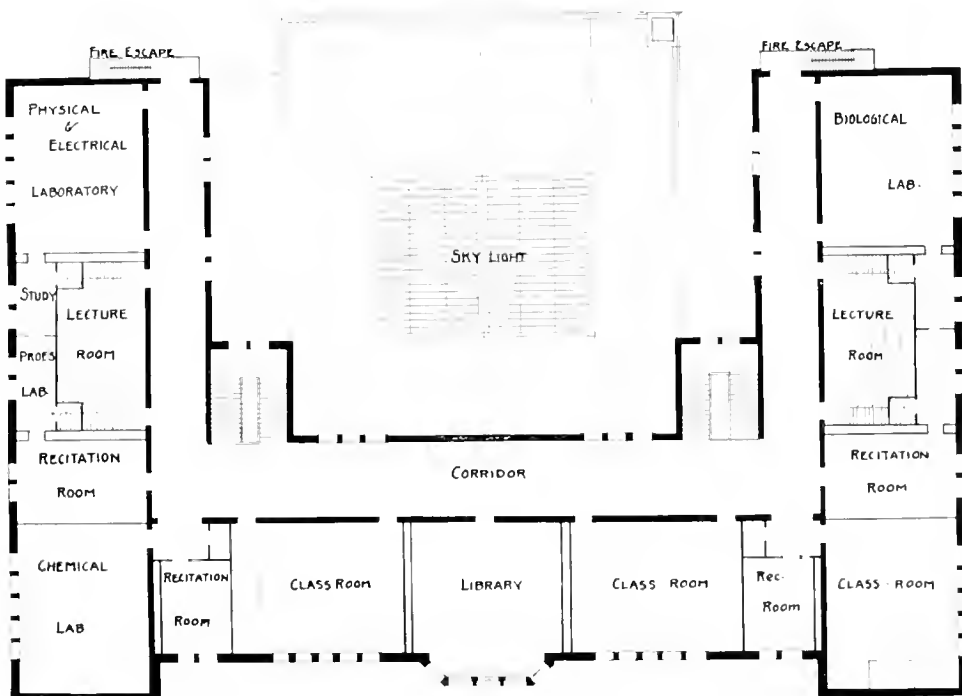 FIRE ESCAPE
FIRE ESCAPE
PHYSICAL
&
ELECTRICAL
LABORATORY
BIOLOGICAL
LAB.
SKY LIGHT
STUDY
LECTURE
ROOM
PROFS
LAB
LECTURE
ROOM
RECITATION
ROOM
CORRIDOR
RECITATION
ROOM
CHEMICAL
LAB
RECITATION
ROOM
CLASS ROOM
LIBRARY
CLASS ROOM
REC-
ROOM
CLASS-ROOM